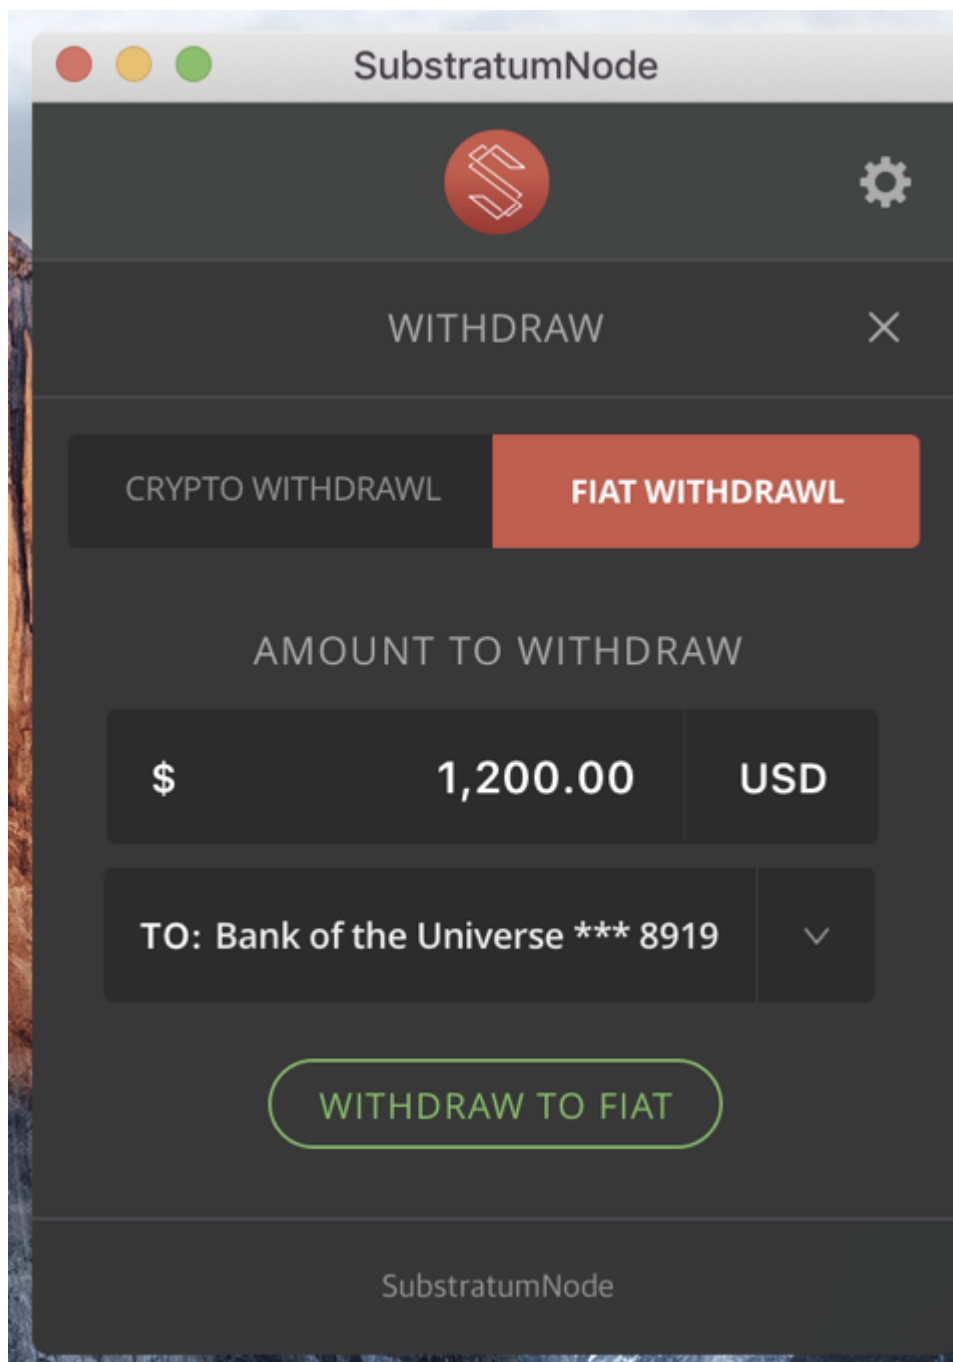 SubstratumNode
WITHDRAW
CRYPTO WITHDRAWL FIAT WITHDRAWL
AMOUNT TO WITHDRAW
$ 1,200.00 USD
TO: Bank of the Universe *** 8919
WITHDRAW TO FIAT
SubstratumNode